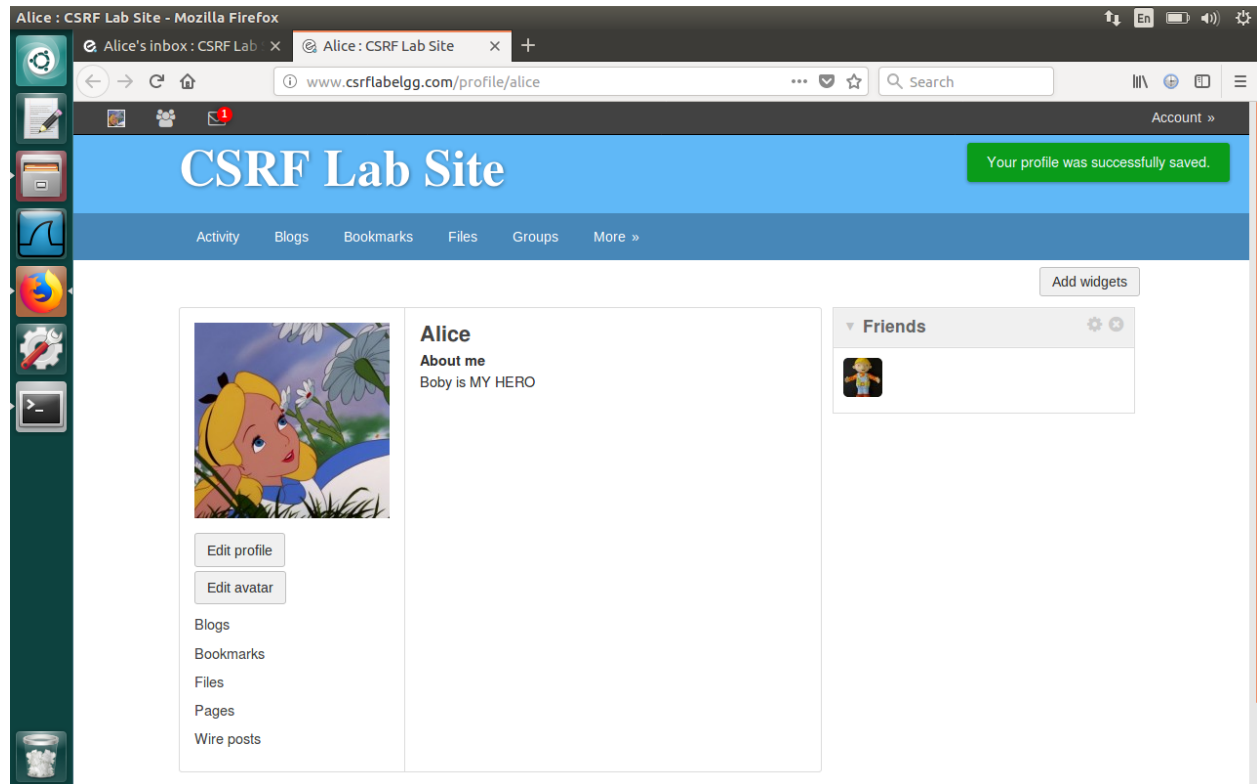 Alice : CSRF Lab Site - Mozilla Firefox
En
Alice's inbox : CSRF Lab S
Alice : CSRF Lab Site
www.csrflabelgg.com/profile/alice
Search
1
Account »
CSRF Lab Site
Your profile was successfully saved.
Activity Blogs Bookmarks Files Groups More »
Add widgets
Alice
About me
Boby is MY HERO
Friends
Edit profile
Edit avatar
Blogs
Bookmarks
Files
Pages
Wire posts